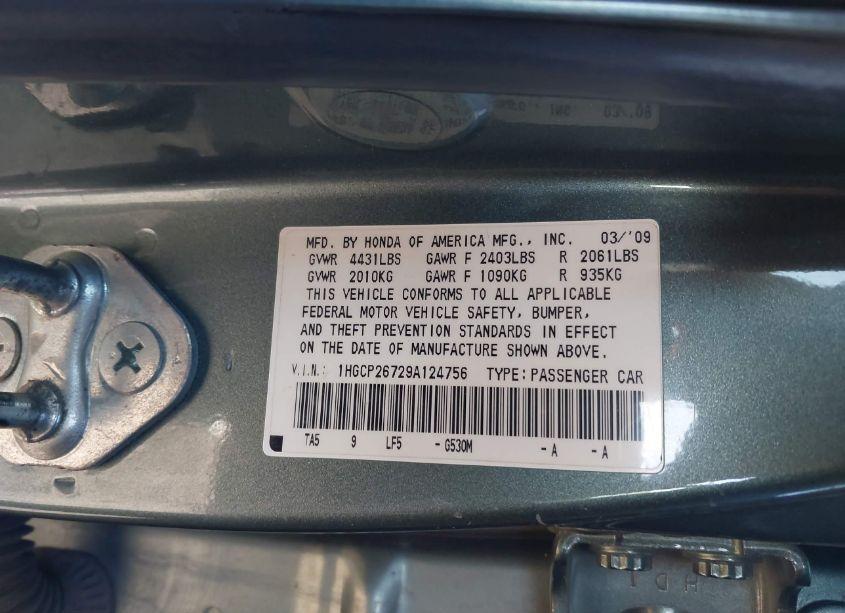 MFD. BY HONDA OF AMERICA MFG., INC. 03/'09
GVWR 4431LBS GAWR F 2403LBS R 2061LBS
GVWR 2010KG GAWR F 1090KG R 935KG
THIS VEHICLE CONFORMS TO ALL APPLICABLE
FEDERAL MOTOR VEHICLE SAFETY, BUMPER,
AND THEFT PREVENTION STANDARDS IN EFFECT
ON THE DATE OF MANUFACTURE SHOWN ABOVE.
V.I.N.: 1HGCP26729A124756 TYPE: PASSENGER CAR
TA5 9 LF5 - G530M - A - A